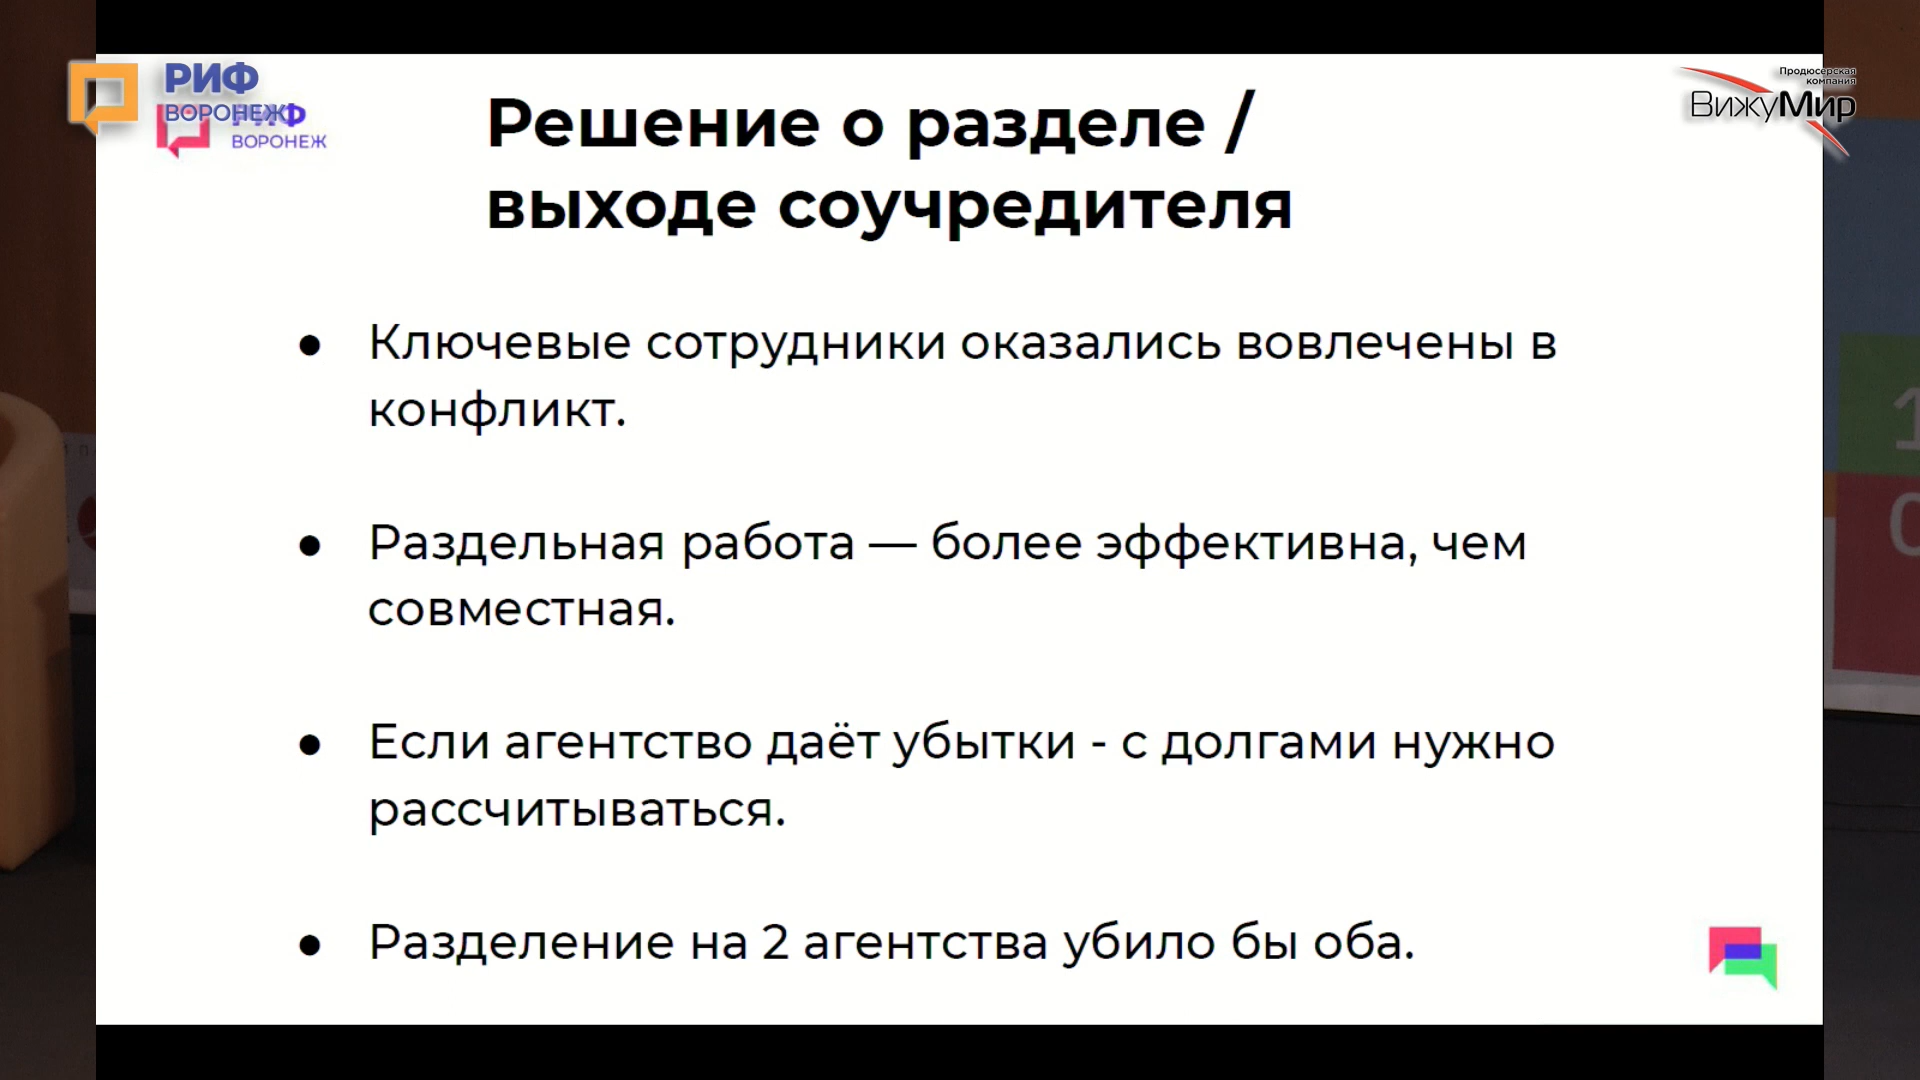 РИФ
ВОРОНЕЖ
ВОРОНЕЖ
Продюсерская
компания
ВижуМир
Решение о разделе /
выходе соучредителя
● Ключевые сотрудники оказались вовлечены в
конфликт.
● Раздельная работа — более эффективна, чем
совместная.
● Если агентство даёт убытки - с долгами нужно
рассчитываться.
● Разделение на 2 агентства убило бы оба.